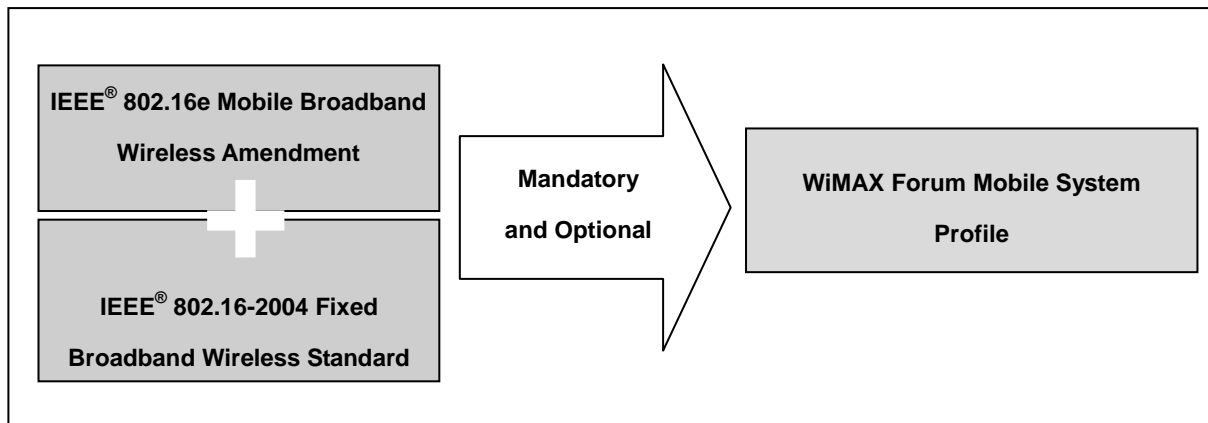 IEEE® 802.16e Mobile Broadband
Wireless Amendment
IEEE® 802.16-2004 Fixed
Broadband Wireless Standard
Mandatory
and Optional
WiMAX Forum Mobile System
Profile